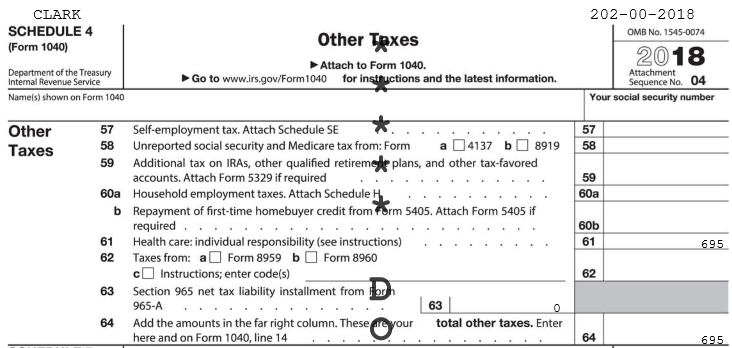 CLARK 202-00-2018
SCHEDULE 4 OMB No. 1545-0074
(Form 1040) Other Taxes 2018
▶ Attach to Form 1040.
Department of the Treasury Attachment
Internal Revenue Service ▶ Go to www.irs.gov/Form1040 for instructions and the latest information. Sequence No. 04
Name(s) shown on Form 1040 Your social security number
Other 57 Self-employment tax. Attach Schedule SE . . . . . . . . . . 57
Taxes 58 Unreported social security and Medicare tax from: Form a ☐ 4137 b ☐ 8919 58
59 Additional tax on IRAs, other qualified retirement plans, and other tax-favored
accounts. Attach Form 5329 if required . . . . . . . . . . 59
60a Household employment taxes. Attach Schedule H . . . . . . . . 60a
b Repayment of first-time homebuyer credit from Form 5405. Attach Form 5405 if
required . . . . . . . . . . . . . . . . . 60b
61 Health care: individual responsibility (see instructions) . . . . . . . 61 695
62 Taxes from: a ☐ Form 8959 b ☐ Form 8960
c ☐ Instructions; enter code(s) 62
63 Section 965 net tax liability installment from Form
965-A . . . . . . . . . . . 63 0
64 Add the amounts in the far right column. These are your total other taxes. Enter
here and on Form 1040, line 14 . . . . . . . . . . . . 64 695
* * * * * D O